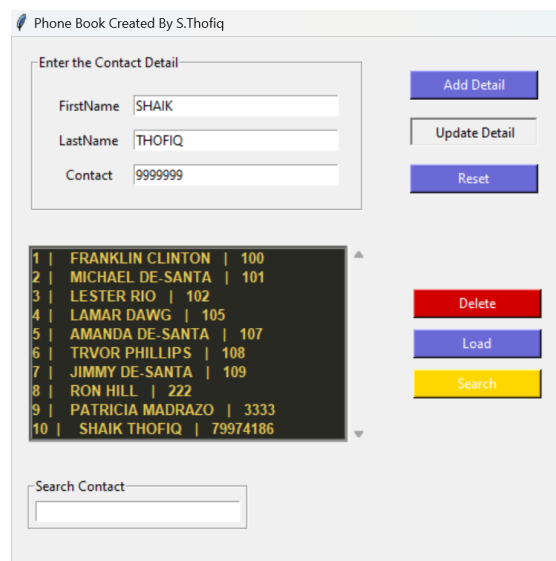 Phone Book Created By S.Thofiq
Enter the Contact Detail
FirstName SHAIK
LastName THOFIQ
Contact 9999999
Add Detail
Update Detail
Reset
1 | FRANKLIN CLINTON | 100
2 | MICHAEL DE-SANTA | 101
3 | LESTER RIO | 102
4 | LAMAR DAWG | 105
5 | AMANDA DE-SANTA | 107
6 | TRVOR PHILLIPS | 108
7 | JIMMY DE-SANTA | 109
8 | RON HILL | 222
9 | PATRICIA MADRAZO | 3333
10 | SHAIK THOFIQ | 79974186
Delete
Load
Search
Search Contact